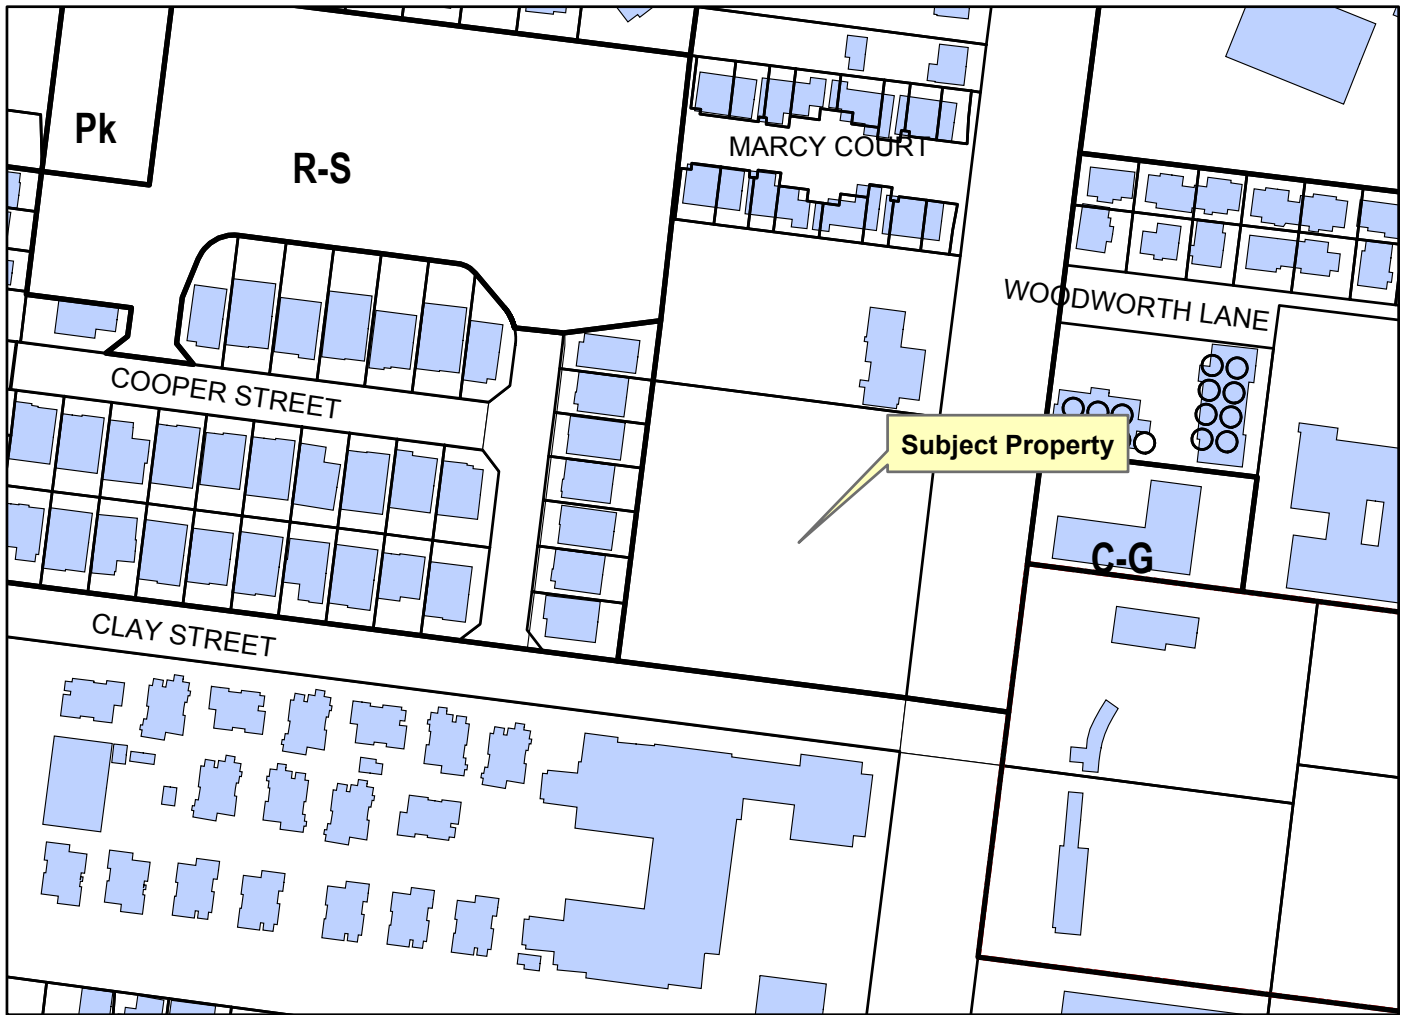 Pk
R-S
MARCY COURT
WOODWORTH LANE
COOPER STREET
Subject Property
C-G
CLAY STREET